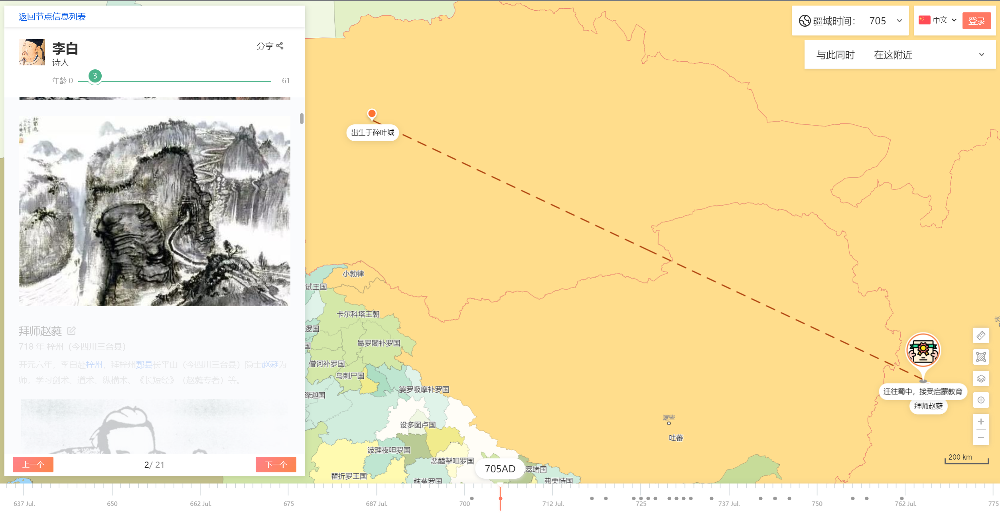 返回节点信息列表
李白
诗人
分享
年龄 0
3
61
拜师赵蕤
718 年 梓州（今四川三台县）
开元六年，李白赴梓州，拜梓州郪县长平山（今四川三台县）隐士赵蕤为
师，学习剑术、道术、纵横术、《长短经》（赵蕤专著）等。
上一个
2/ 21
下一个
疆域时间：
705
中文
登录
与此同时
在这附近
出生于碎叶城
小勃律
试王国
卡尔科塔王朝
逻国
曷罗闍补罗国
国
僧诃补罗国
乌剌尸国
婆罗吸摩补罗国
磔迦国
设多图卢国
波理夜呾罗国
恶醯掣呾罗国
瞿折罗王国
秣菟罗国
窣堵国
弗栗恃国
逻些
吐蕃
长
迁往蜀中，接受启蒙教育
拜师赵蕤
200 km
705AD
637 Jul.
650
662 Jul.
675
687 Jul.
700
712 Jul.
725
737 Jul.
750
762 Jul.
775